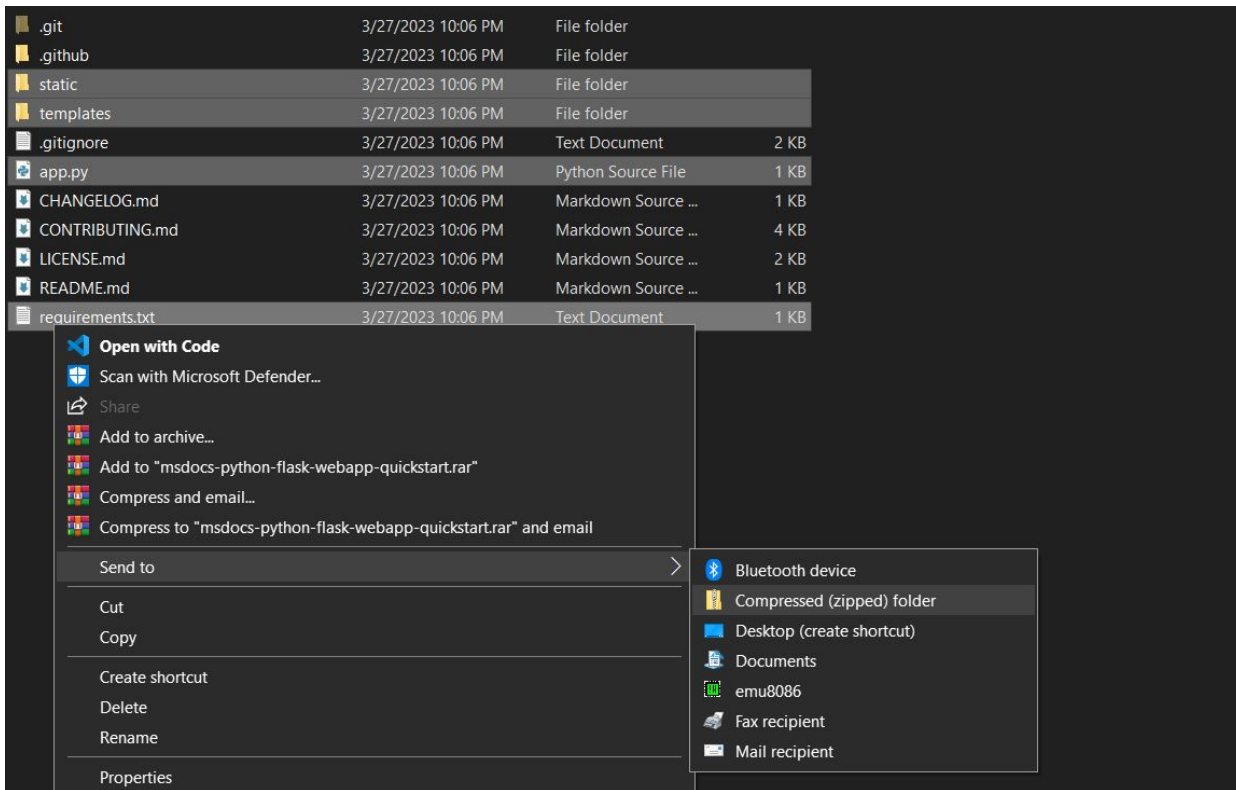 .git 3/27/2023 10:06 PM File folder
.github 3/27/2023 10:06 PM File folder
static 3/27/2023 10:06 PM File folder
templates 3/27/2023 10:06 PM File folder
.gitignore 3/27/2023 10:06 PM Text Document 2 KB
app.py 3/27/2023 10:06 PM Python Source File 1 KB
CHANGELOG.md 3/27/2023 10:06 PM Markdown Source ... 1 KB
CONTRIBUTING.md 3/27/2023 10:06 PM Markdown Source ... 4 KB
LICENSE.md 3/27/2023 10:06 PM Markdown Source ... 2 KB
README.md 3/27/2023 10:06 PM Markdown Source ... 1 KB
requirements.txt 3/27/2023 10:06 PM Text Document 1 KB
Open with Code
Scan with Microsoft Defender...
Share
Add to archive...
Add to "msdocs-python-flask-webapp-quickstart.rar"
Compress and email...
Compress to "msdocs-python-flask-webapp-quickstart.rar" and email
Send to
Cut
Copy
Create shortcut
Delete
Rename
Properties
Bluetooth device
Compressed (zipped) folder
Desktop (create shortcut)
Documents
emu8086
Fax recipient
Mail recipient